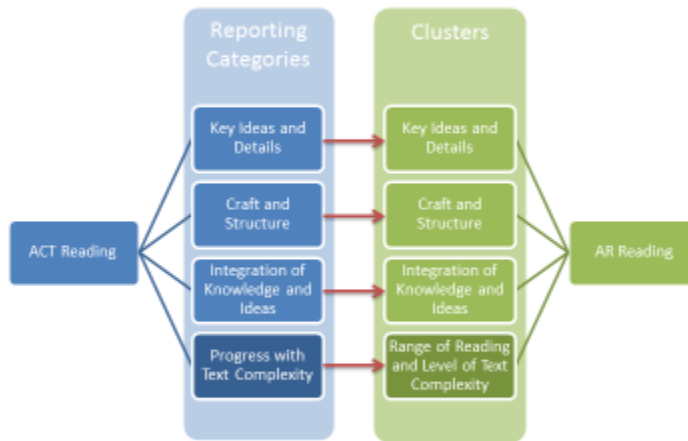 Reporting
Categories
Clusters
Key Ideas and
Details
Key Ideas and
Details
Craft and
Structure
Craft and
Structure
ACT Reading
AR Reading
Integration of
Knowledge and
Ideas
Integration of
Knowledge and
Ideas
Progress with
Text Complexity
Range of Reading
and Level of Text
Complexity